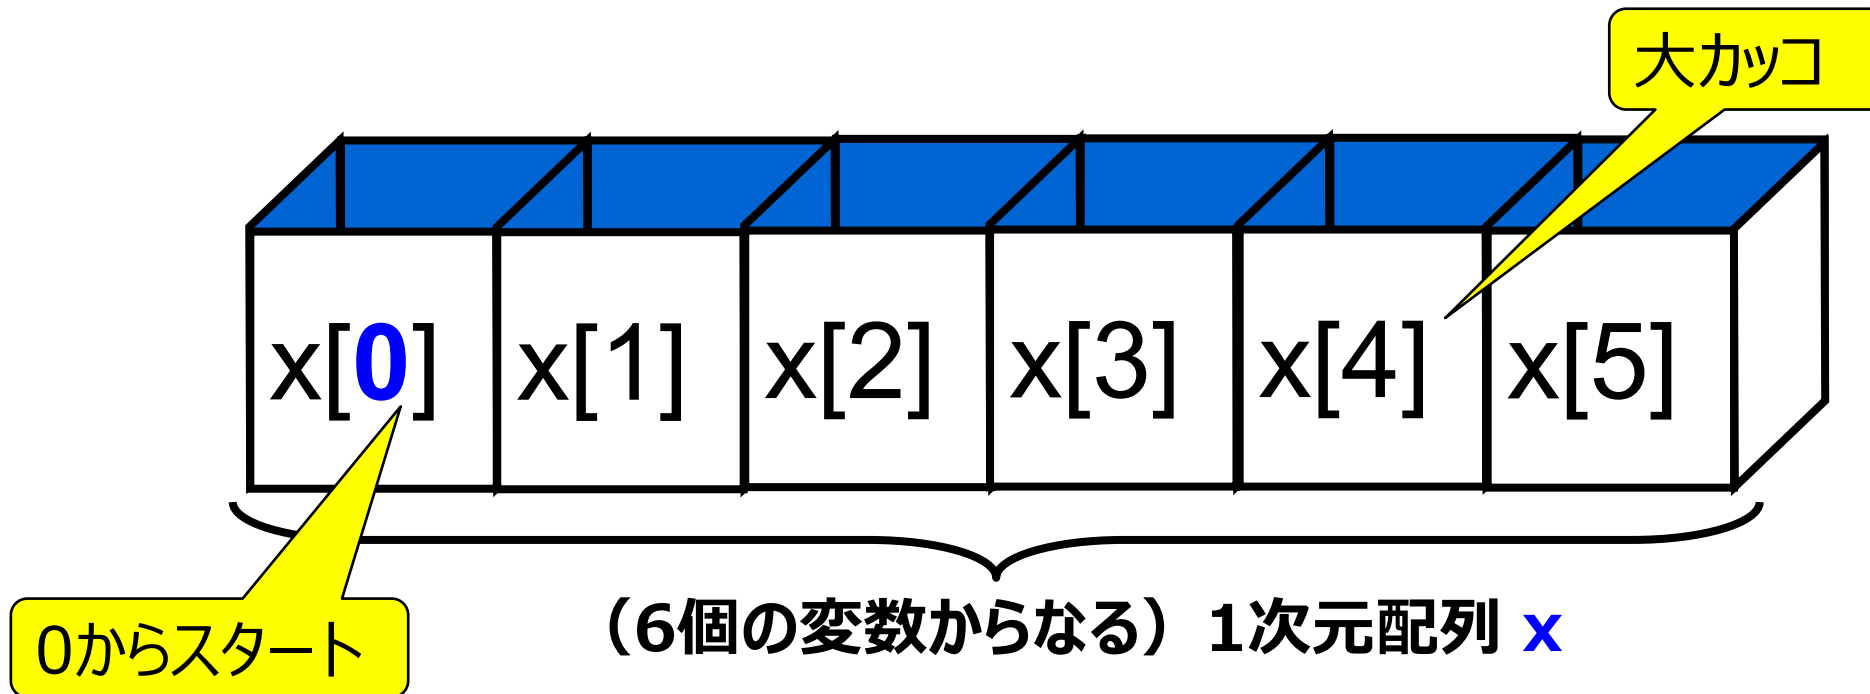 大カッコ
x[0] x[1] x[2] x[3] x[4] x[5]
0からスタート
（6個の変数からなる）1次元配列 x